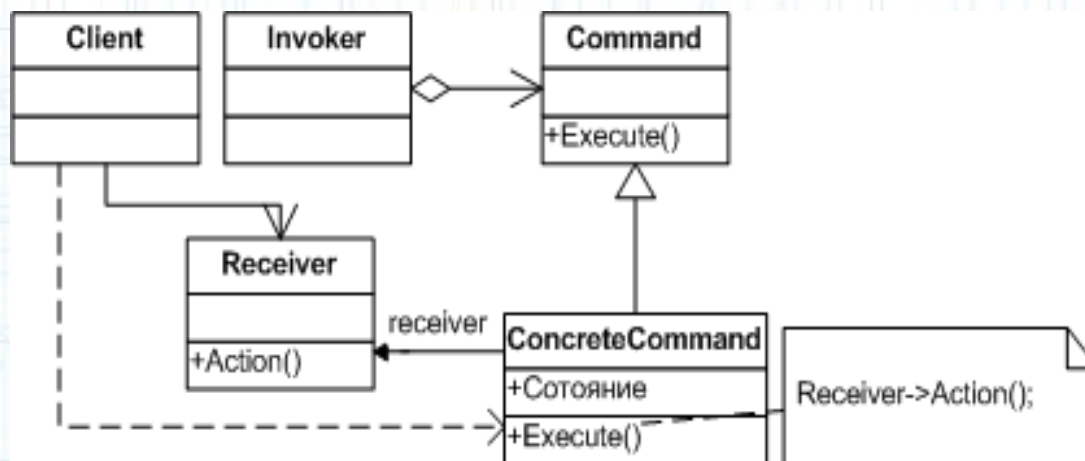 Client
Invoker
Command
+Execute()
Receiver
+Action()
receiver
ConcreteCommand
+Сотояние
+Execute()
Receiver->Action();